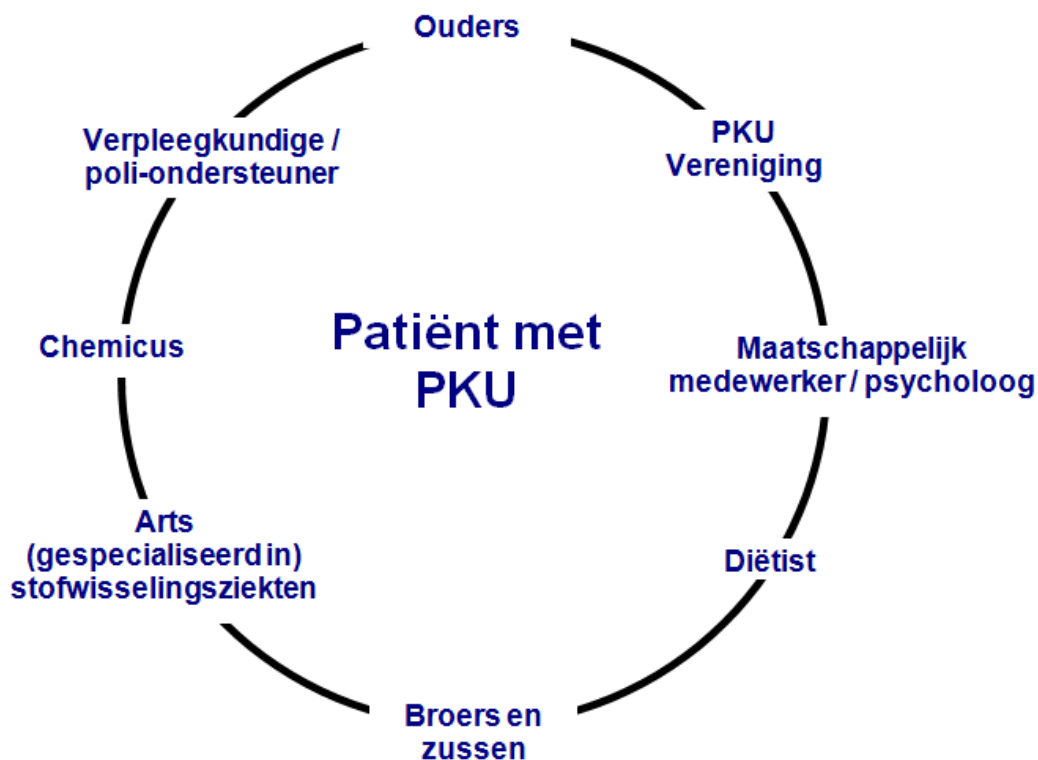 Ouders
Verpleegkundige /
poli-ondersteuner
PKU
Vereniging
Chemicus
Patiënt met
PKU
Maatschappelijk
medewerker / psycholoog
Arts
(gespecialiseerd in)
stofwisselingsziekten
Diëtist
Broers en
zussen